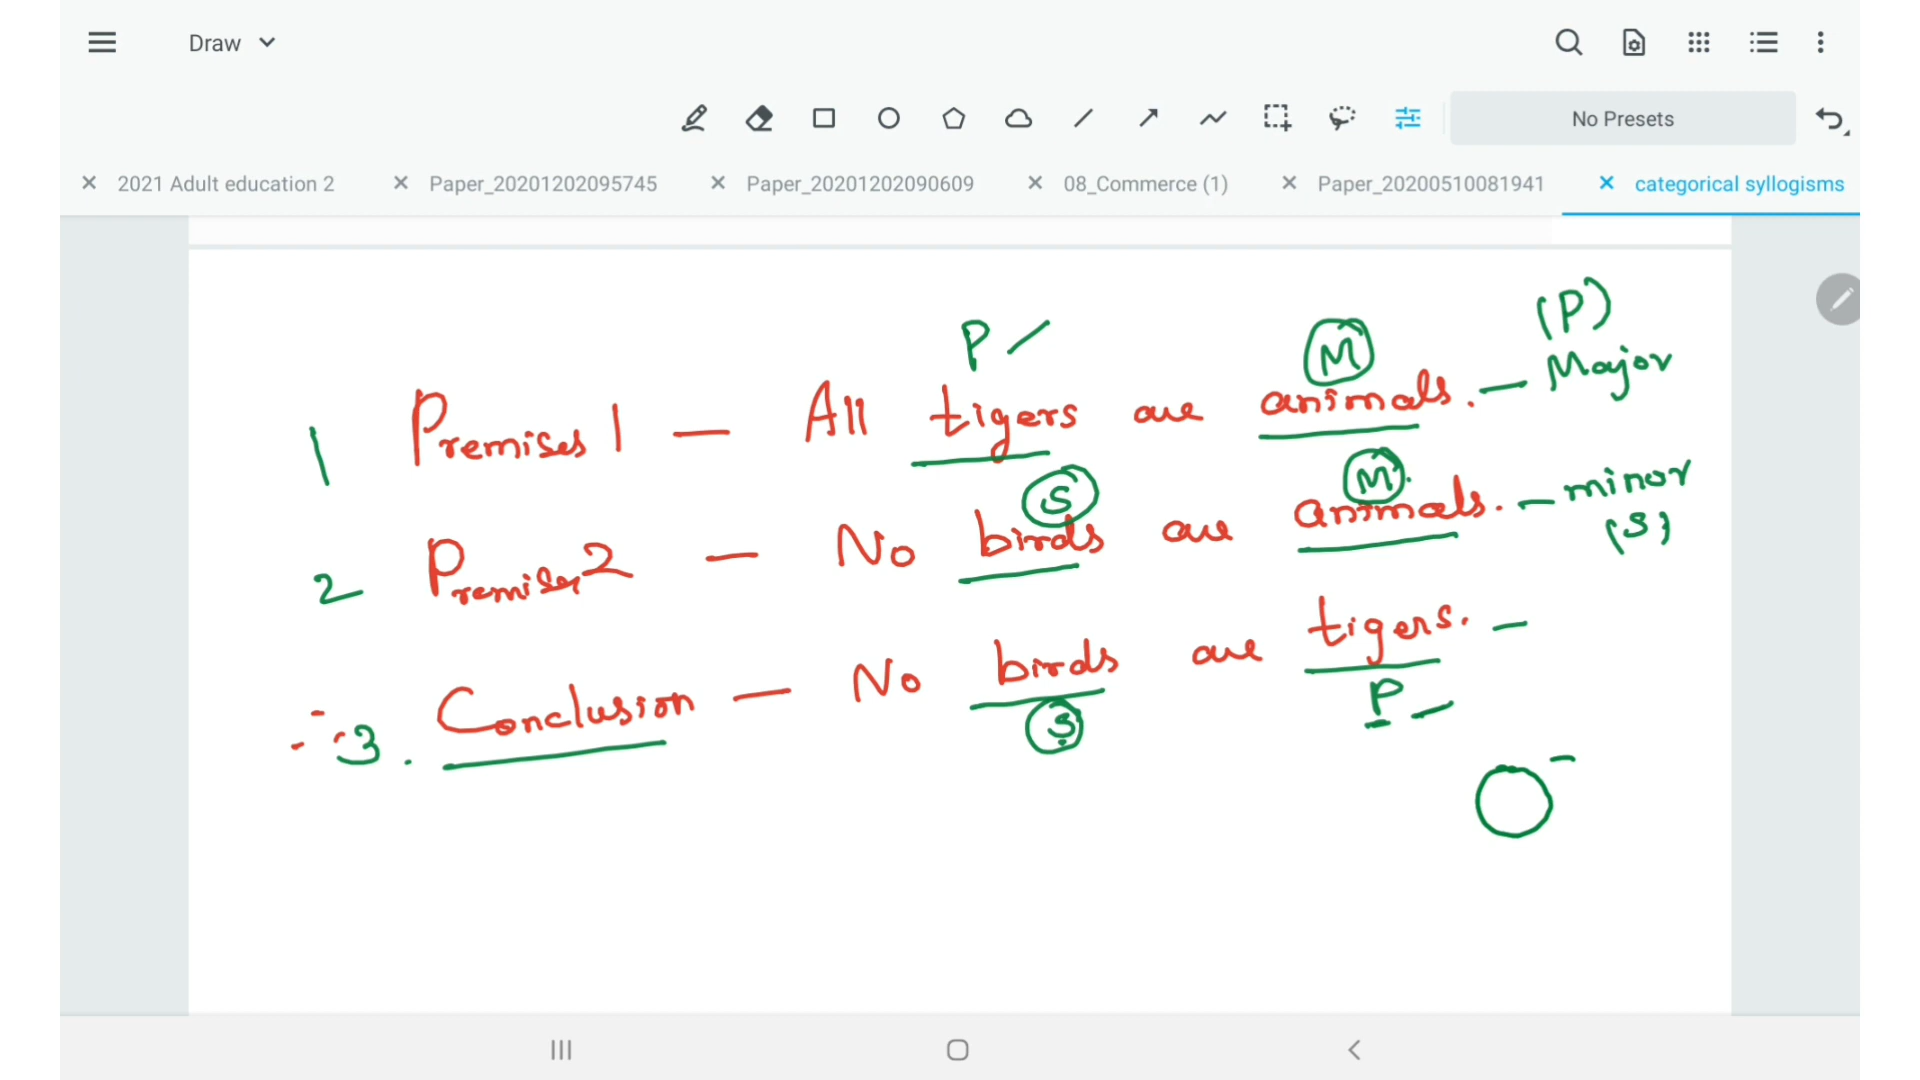 Draw
No Presets
2021 Adult education 2 Paper_20201202095745 Paper_20201202090609 08_Commerce (1) Paper_20200510081941 categorical syllogisms
P M (P)
1 Premises 1 — All tigers are animals. — Major
S M.
2 Premises 2 — No birds are animals. — minor
(S)
∴ 3. Conclusion — No birds are tigers. —
S P —